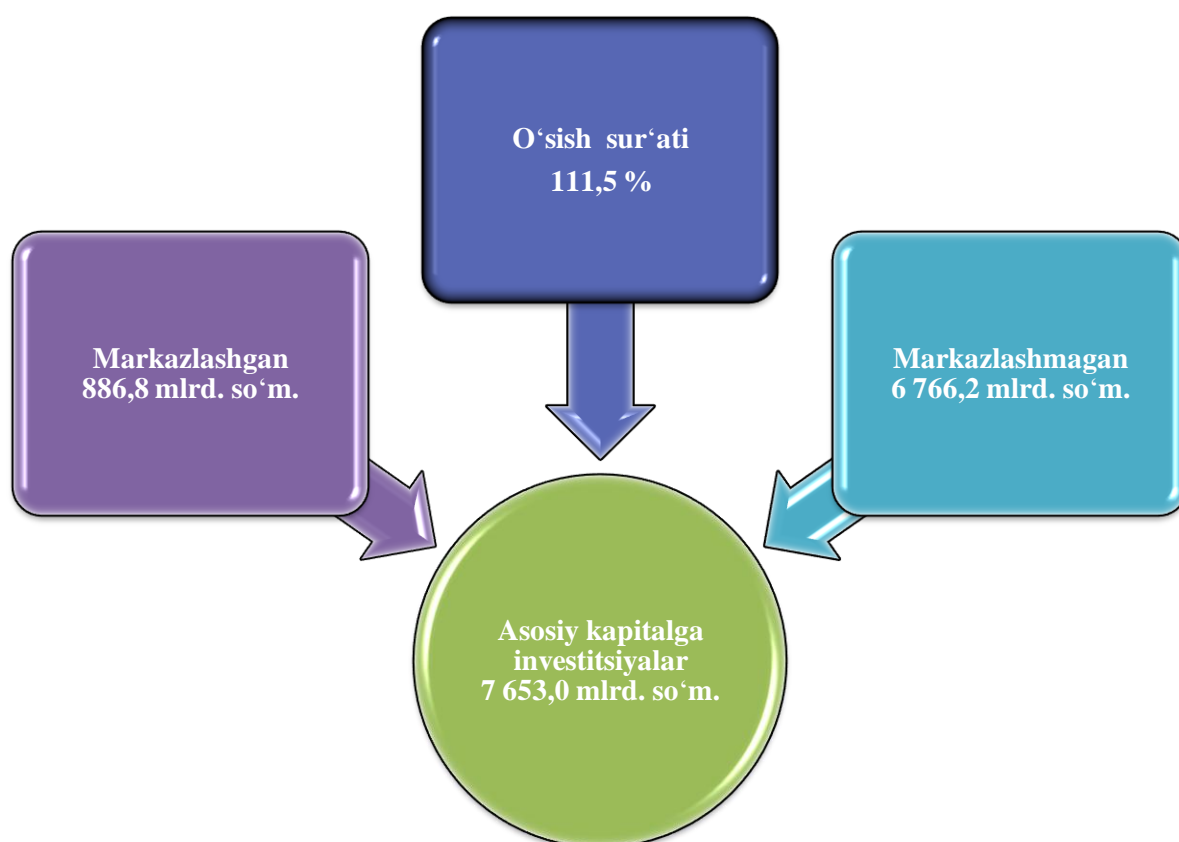 O‘sish sur‘ati
111,5 %
Markazlashgan
886,8 mlrd. so‘m.
Markazlashmagan
6 766,2 mlrd. so‘m.
Asosiy kapitalga
investitsiyalar
7 653,0 mlrd. so‘m.